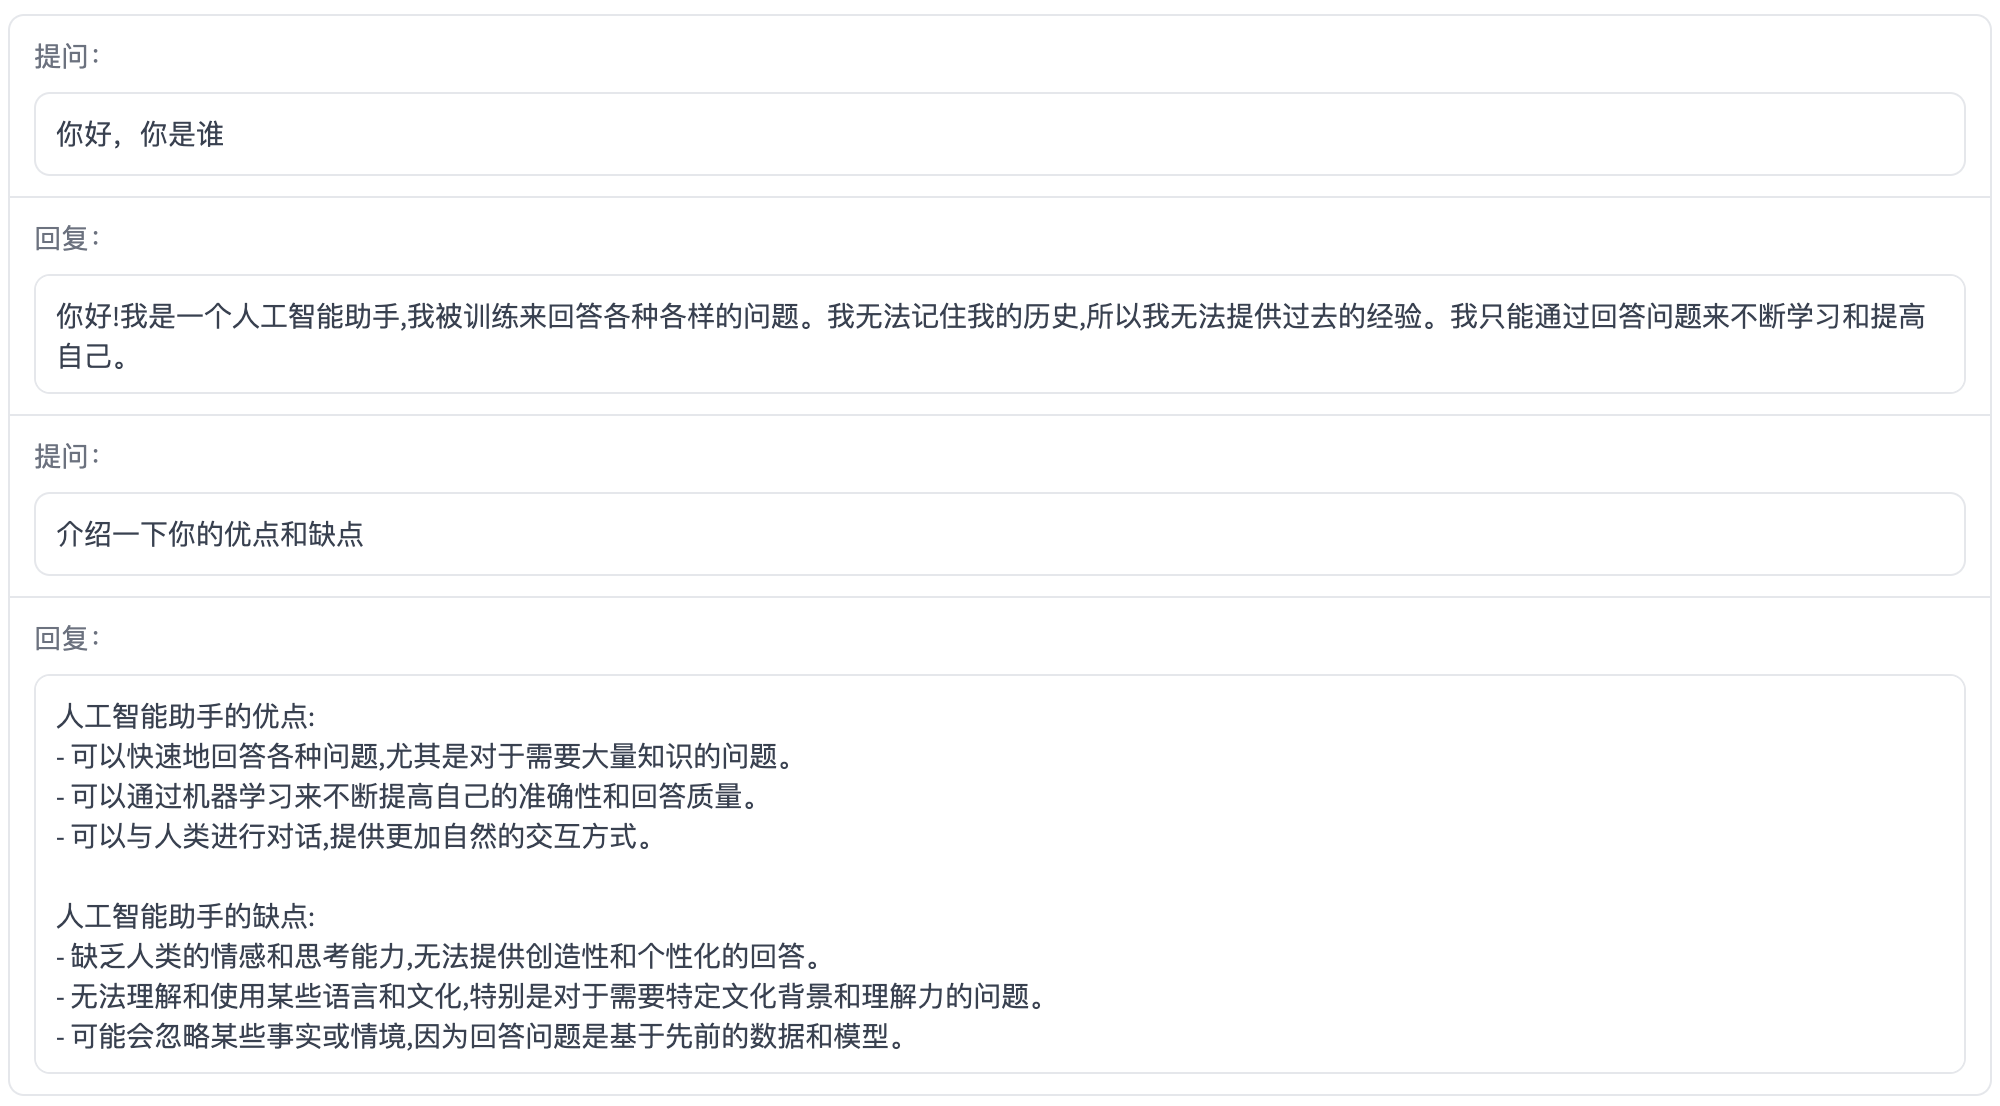 提问：
你好，你是谁
回复：
你好!我是一个人工智能助手,我被训练来回答各种各样的问题。我无法记住我的历史,所以我无法提供过去的经验。我只能通过回答问题来不断学习和提高
自己。
提问：
介绍一下你的优点和缺点
回复：
人工智能助手的优点:
- 可以快速地回答各种问题,尤其是对于需要大量知识的问题。
- 可以通过机器学习来不断提高自己的准确性和回答质量。
- 可以与人类进行对话,提供更加自然的交互方式。
人工智能助手的缺点:
- 缺乏人类的情感和思考能力,无法提供创造性和个性化的回答。
- 无法理解和使用某些语言和文化,特别是对于需要特定文化背景和理解力的问题。
- 可能会忽略某些事实或情境,因为回答问题是基于先前的数据和模型。